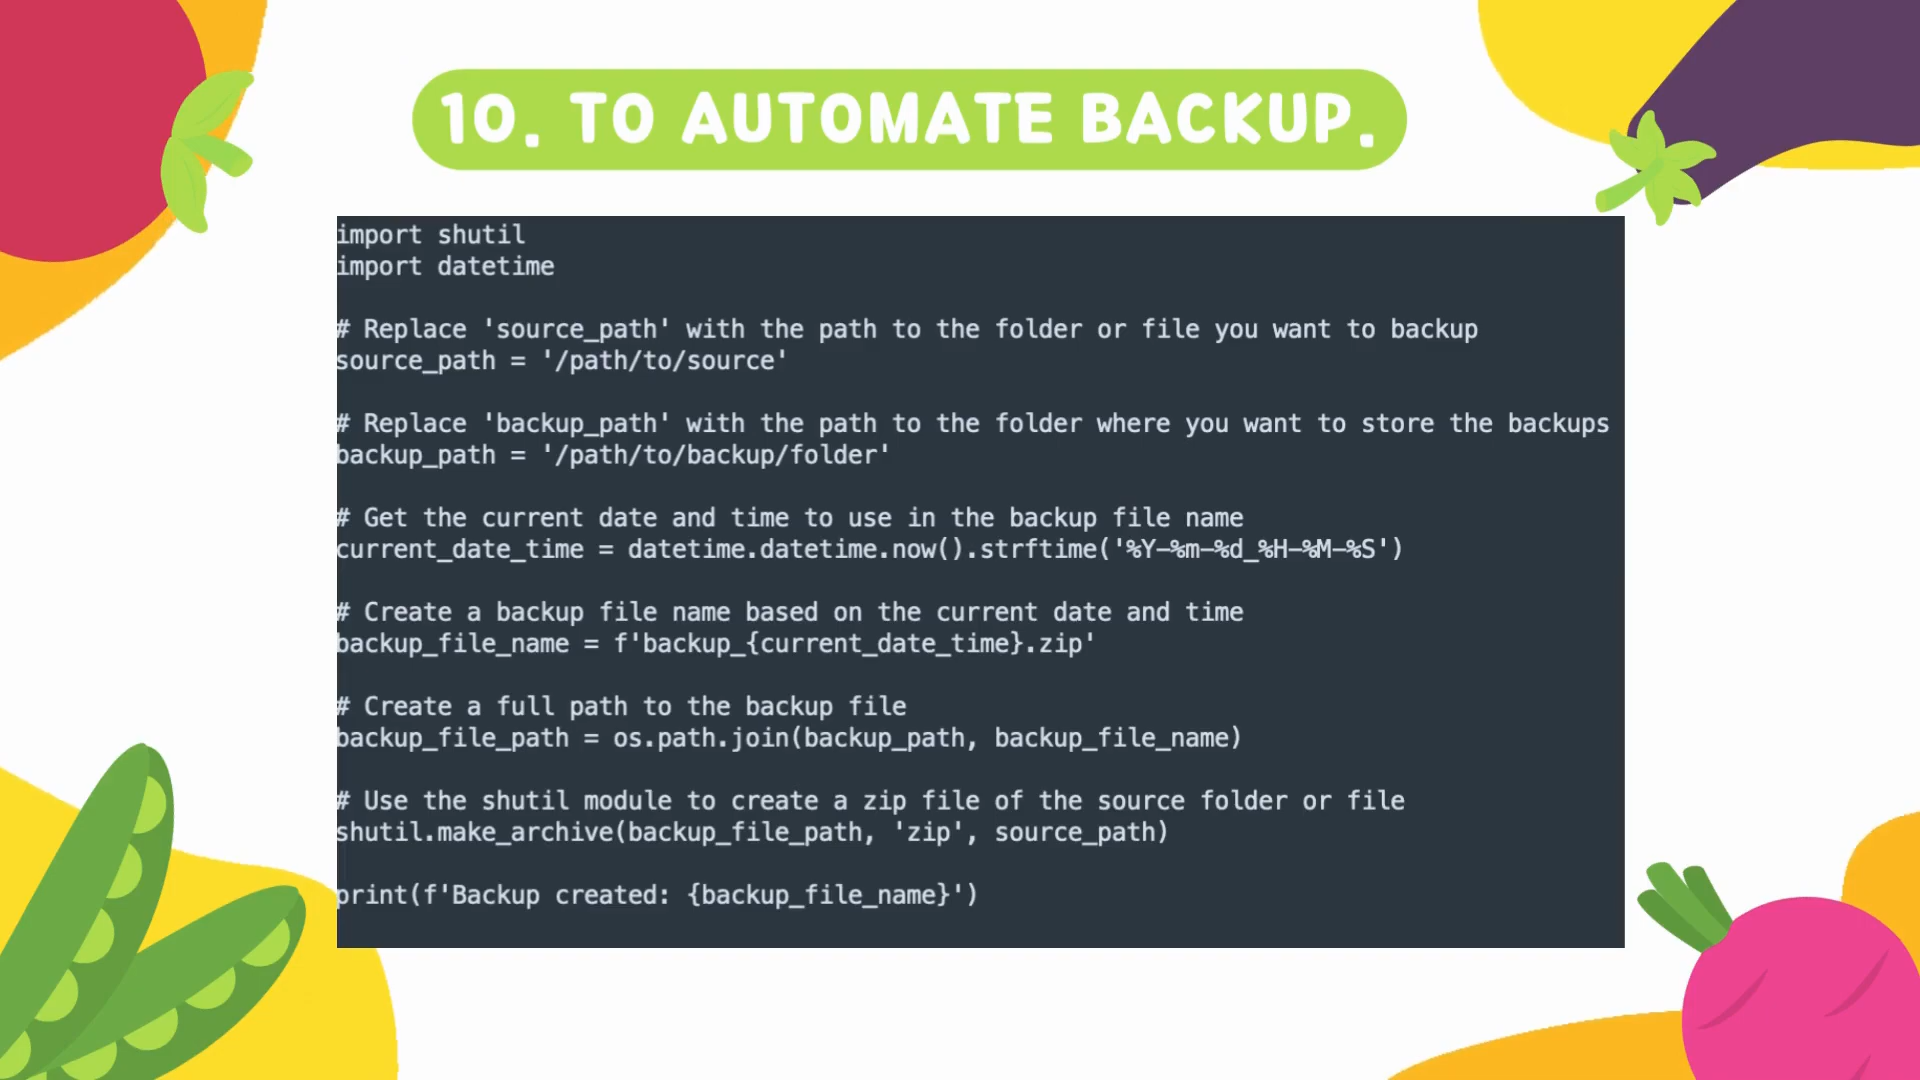 10. TO AUTOMATE BACKUP.
import shutil
import datetime
# Replace 'source_path' with the path to the folder or file you want to backup
source_path = '/path/to/source'
# Replace 'backup_path' with the path to the folder where you want to store the backups
backup_path = '/path/to/backup/folder'
# Get the current date and time to use in the backup file name
current_date_time = datetime.datetime.now().strftime('%Y-%m-%d_%H-%M-%S')
# Create a backup file name based on the current date and time
backup_file_name = f'backup_{current_date_time}.zip'
# Create a full path to the backup file
backup_file_path = os.path.join(backup_path, backup_file_name)
# Use the shutil module to create a zip file of the source folder or file
shutil.make_archive(backup_file_path, 'zip', source_path)
print(f'Backup created: {backup_file_name}')